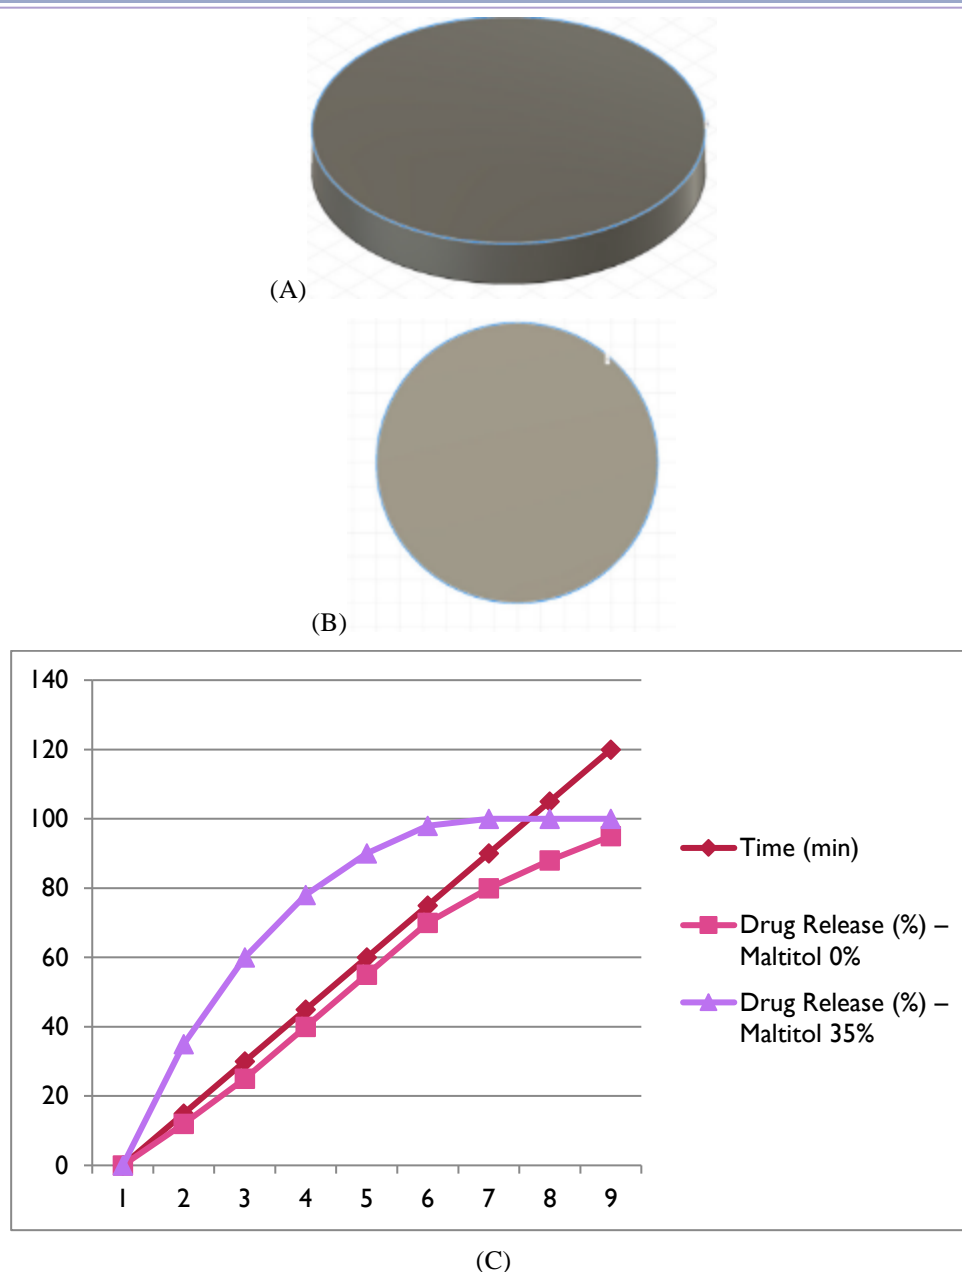 (A)
(B)
140
120
100
80
60
40
20
0
1 2 3 4 5 6 7 8 9
Time (min)
Drug Release (%) –
Maltitol 0%
Drug Release (%) –
Maltitol 35%
(C)